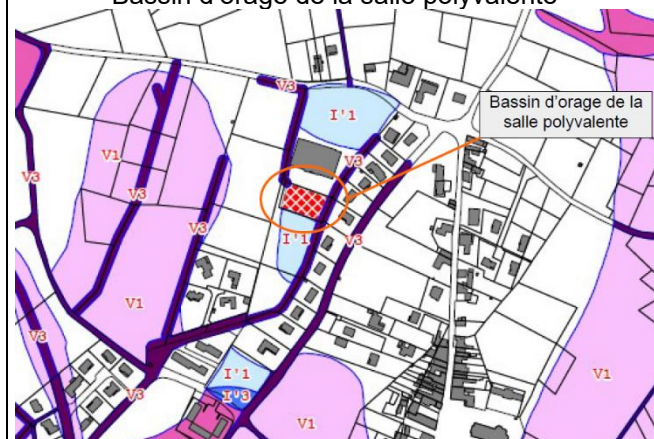 Bassin d'orage de la salle polyvalente
V3
I'1
Bassin d'orage de la
salle polyvalente
V1
V3
V3
V3
V3
I'1
V3
V1
V3
I'1
V1
V3
I'3
V1